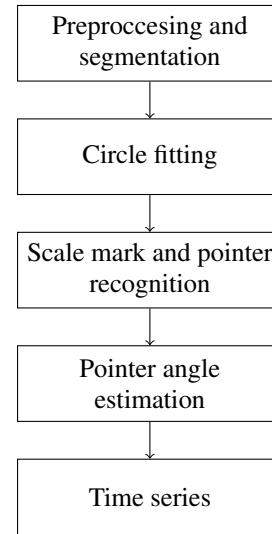 Preproccesing and
segmentation
Circle fitting
Scale mark and pointer
recognition
Pointer angle
estimation
Time series